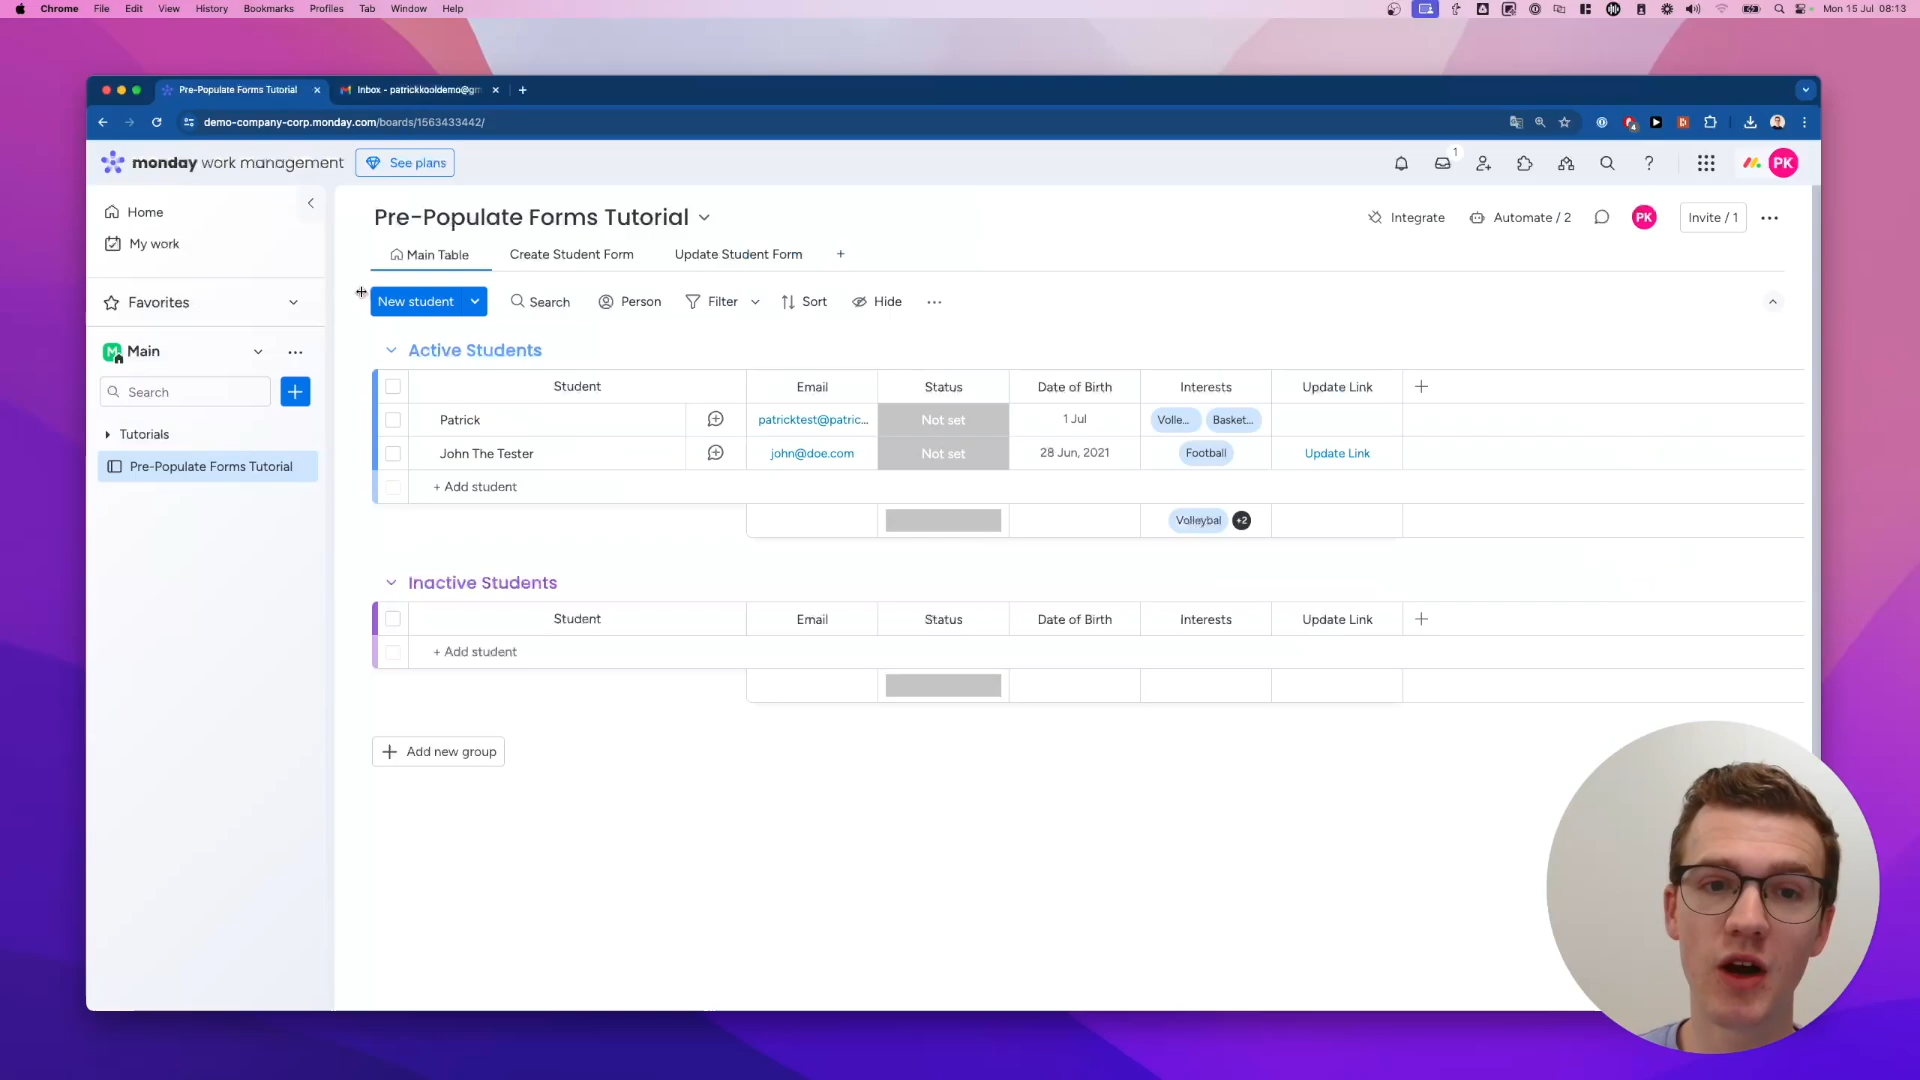 Chrome File Edit View History Bookmarks Profiles Tab Window Help Mon 15 Jul 08:13
Pre-Populate Forms Tutorial Inbox - patrickkooldemo@gm
demo-company-corp.monday.com/boards/1563433442/
monday work management See plans 1 PK
Home
My work
Favorites
M Main
Search
Tutorials
Pre-Populate Forms Tutorial
Pre-Populate Forms Tutorial Integrate Automate / 2 PK Invite / 1
Main Table Create Student Form Update Student Form +
New student Search Person Filter Sort Hide
Active Students
Student Email Status Date of Birth Interests Update Link
Patrick patricktest@patric... Not set 1 Jul Volle... Basket...
John The Tester john@doe.com Not set 28 Jun, 2021 Football Update Link
+ Add student
Volleybal +2
Inactive Students
Student Email Status Date of Birth Interests Update Link
+ Add student
+ Add new group